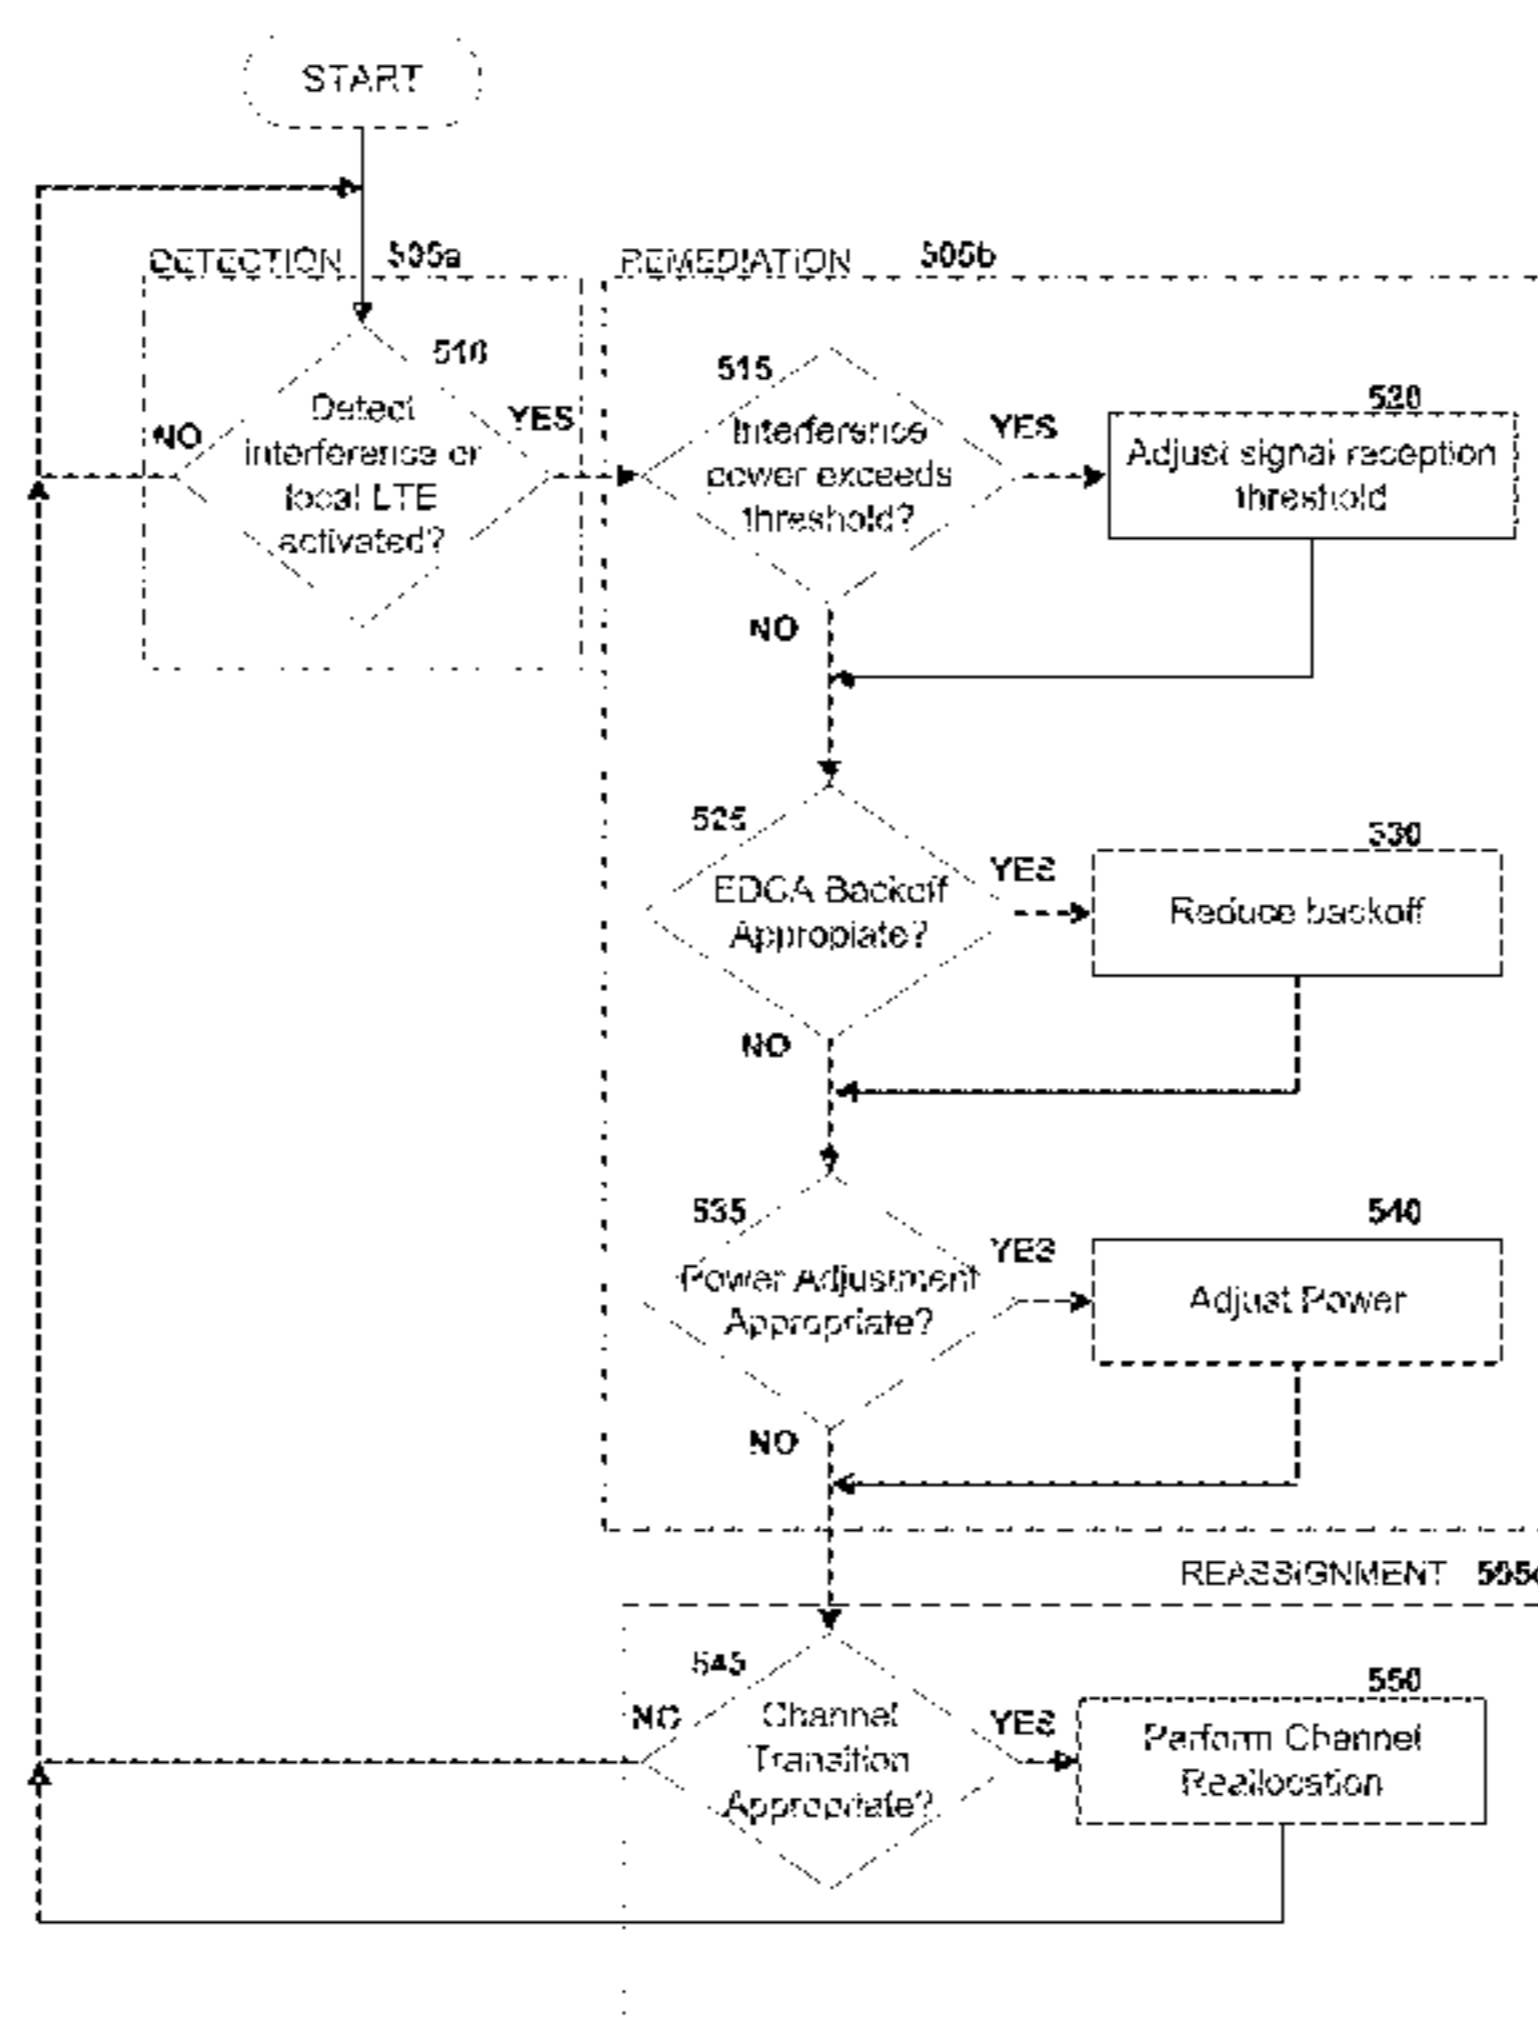 START
DETECTION 505a
REMEDIATION 505b
510
Detect
interference or
local LTE
activated?
NO
YES
515
Interference
power exceeds
threshold?
YES
NO
520
Adjust signal reception
threshold
525
EDCA Backoff
Appropiate?
YES
NO
530
Reduce backoff
535
Power Adjustment
Appropriate?
YES
NO
540
Adjust Power
REASSIGNMENT
545
Channel
Transition
Appropriate?
NO
YES
550
Perform Channel
Reallocation